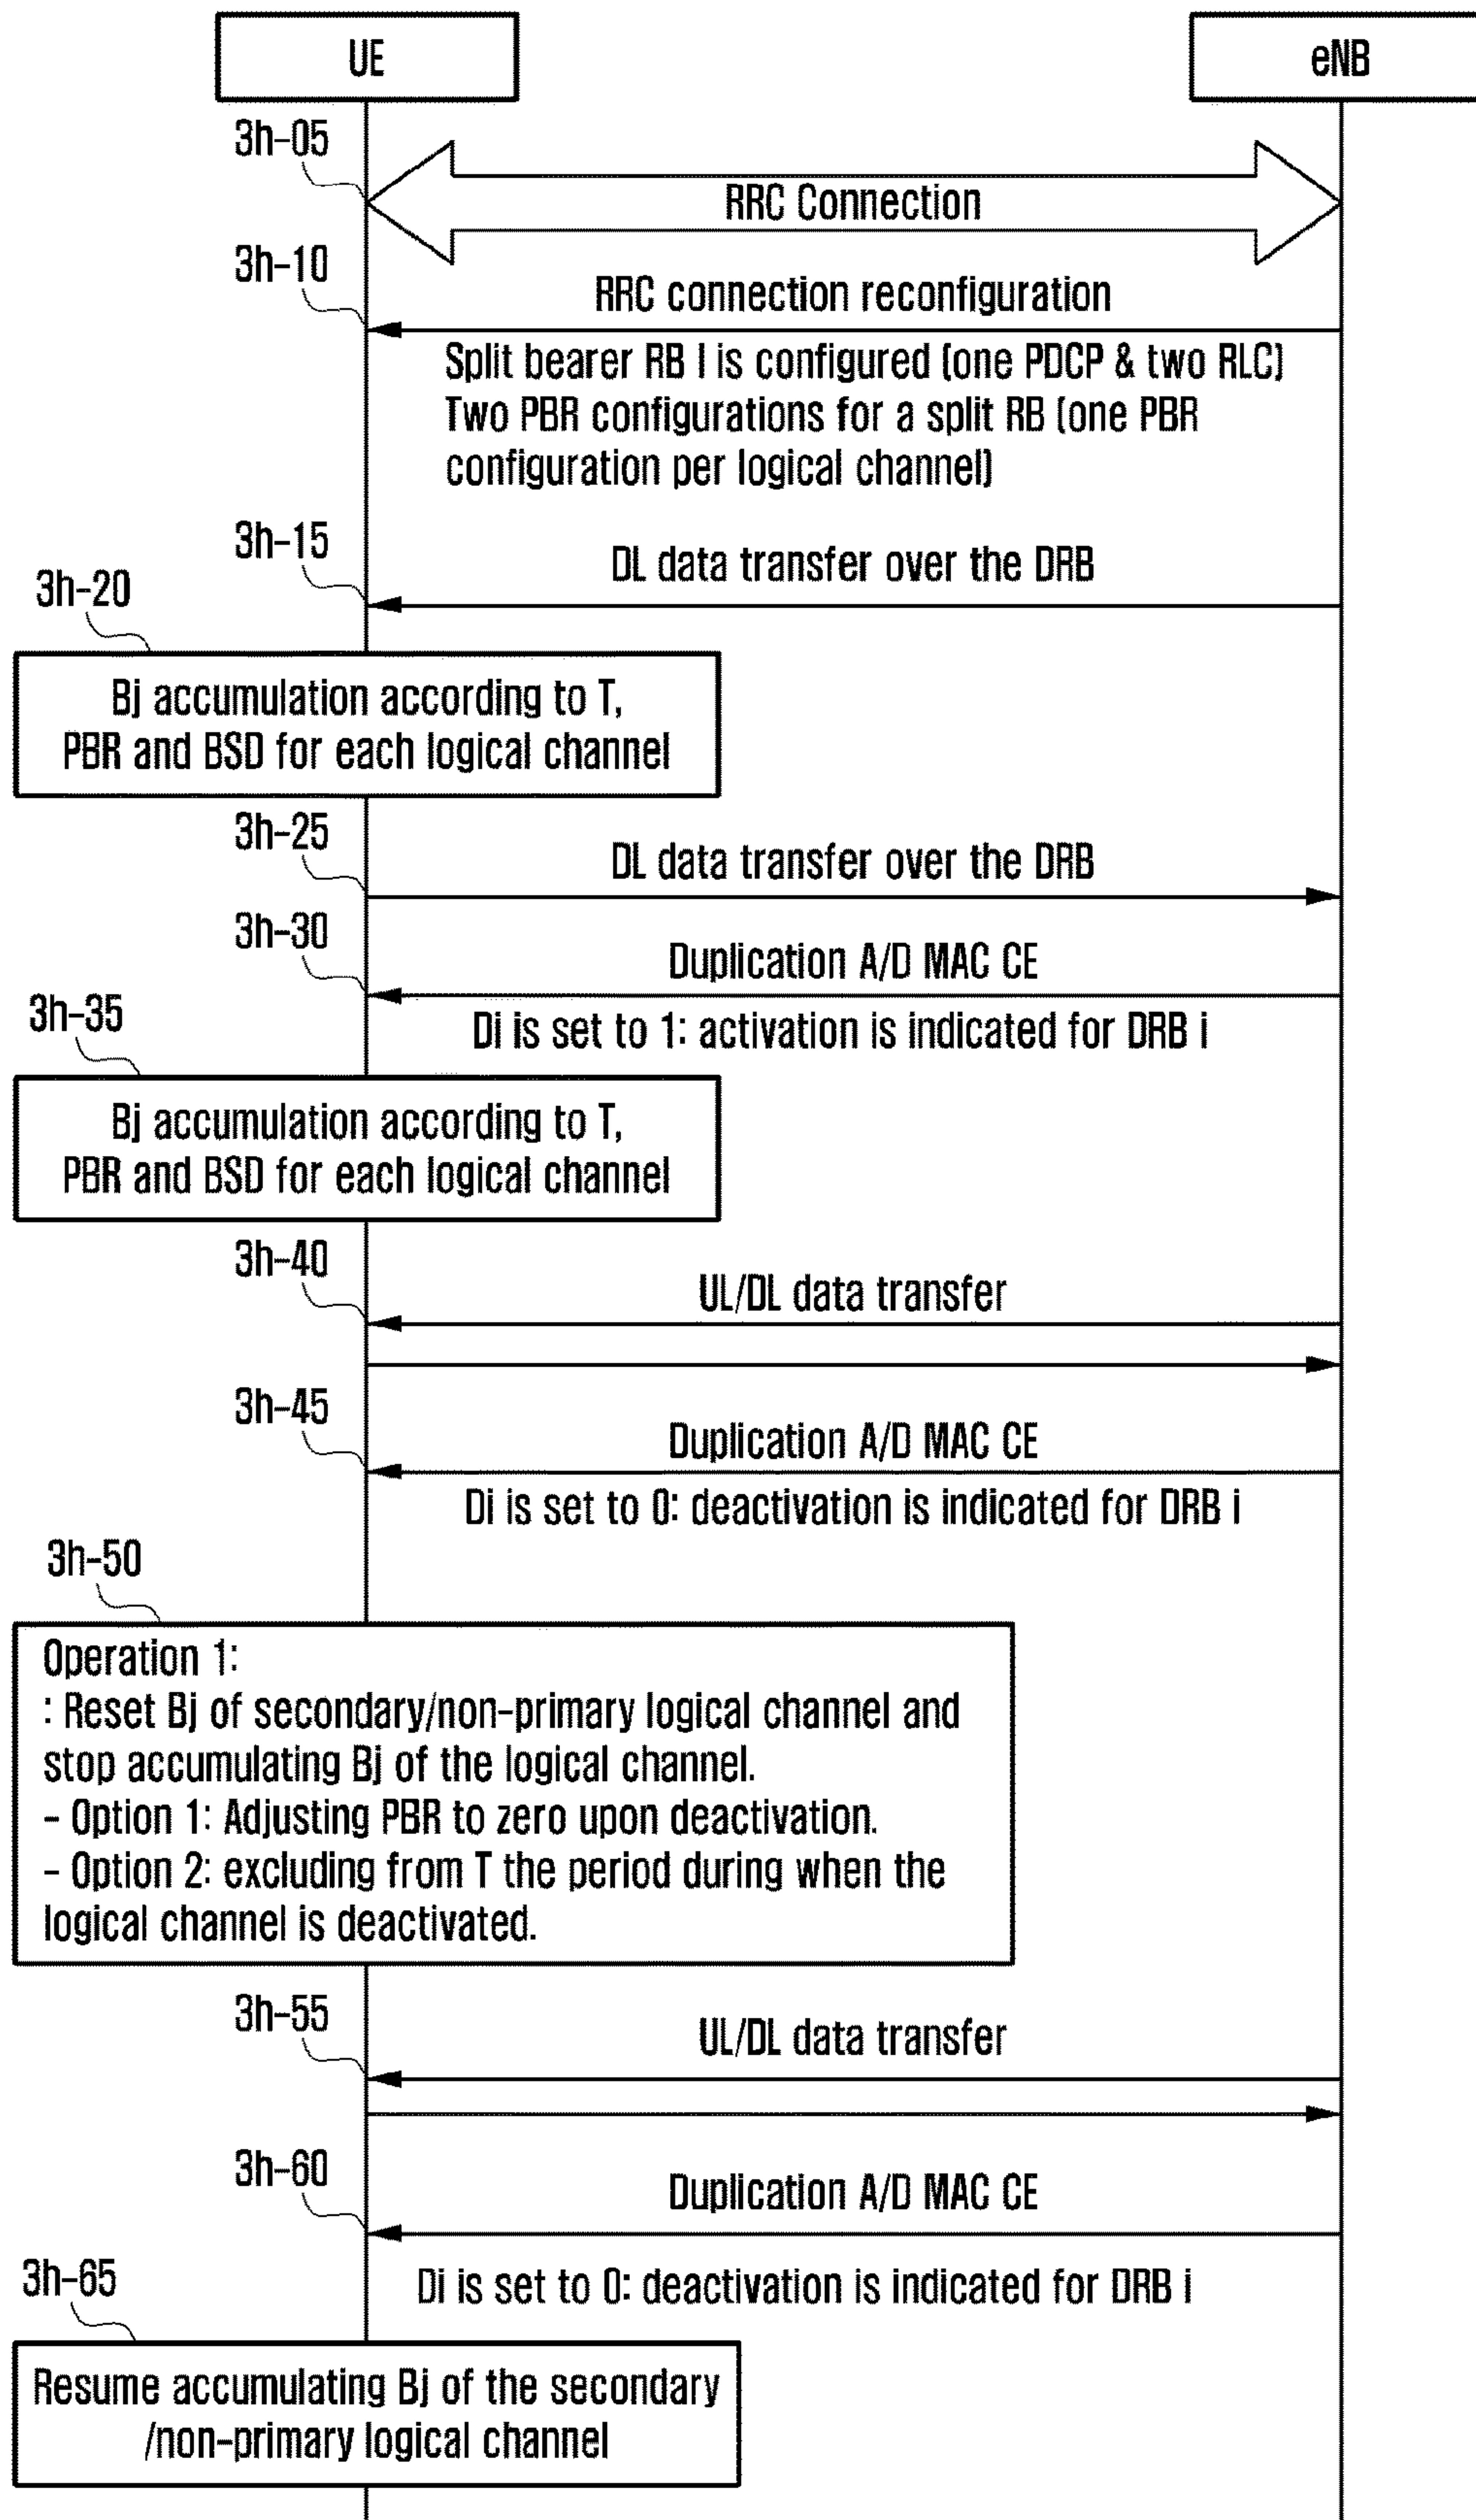 UE
eNB
3h-05
RRC Connection
3h-10
RRC connection reconfiguration
Split bearer RB I is configured (one PDCP & two RLC)
Two PBR configurations for a split RB (one PBR
configuration per logical channel)
3h-15
DL data transfer over the DRB
3h-20
Bj accumulation according to T,
PBR and BSD for each logical channel
3h-25
DL data transfer over the DRB
3h-30
Duplication A/D MAC CE
Di is set to 1: activation is indicated for DRB i
3h-35
Bj accumulation according to T,
PBR and BSD for each logical channel
3h-40
UL/DL data transfer
3h-45
Duplication A/D MAC CE
Di is set to 0: deactivation is indicated for DRB i
3h-50
Operation 1:
: Reset Bj of secondary/non-primary logical channel and
stop accumulating Bj of the logical channel.
- Option 1: Adjusting PBR to zero upon deactivation.
- Option 2: excluding from T the period during when the
logical channel is deactivated.
3h-55
UL/DL data transfer
3h-60
Duplication A/D MAC CE
Di is set to 0: deactivation is indicated for DRB i
3h-65
Resume accumulating Bj of the secondary
/non-primary logical channel